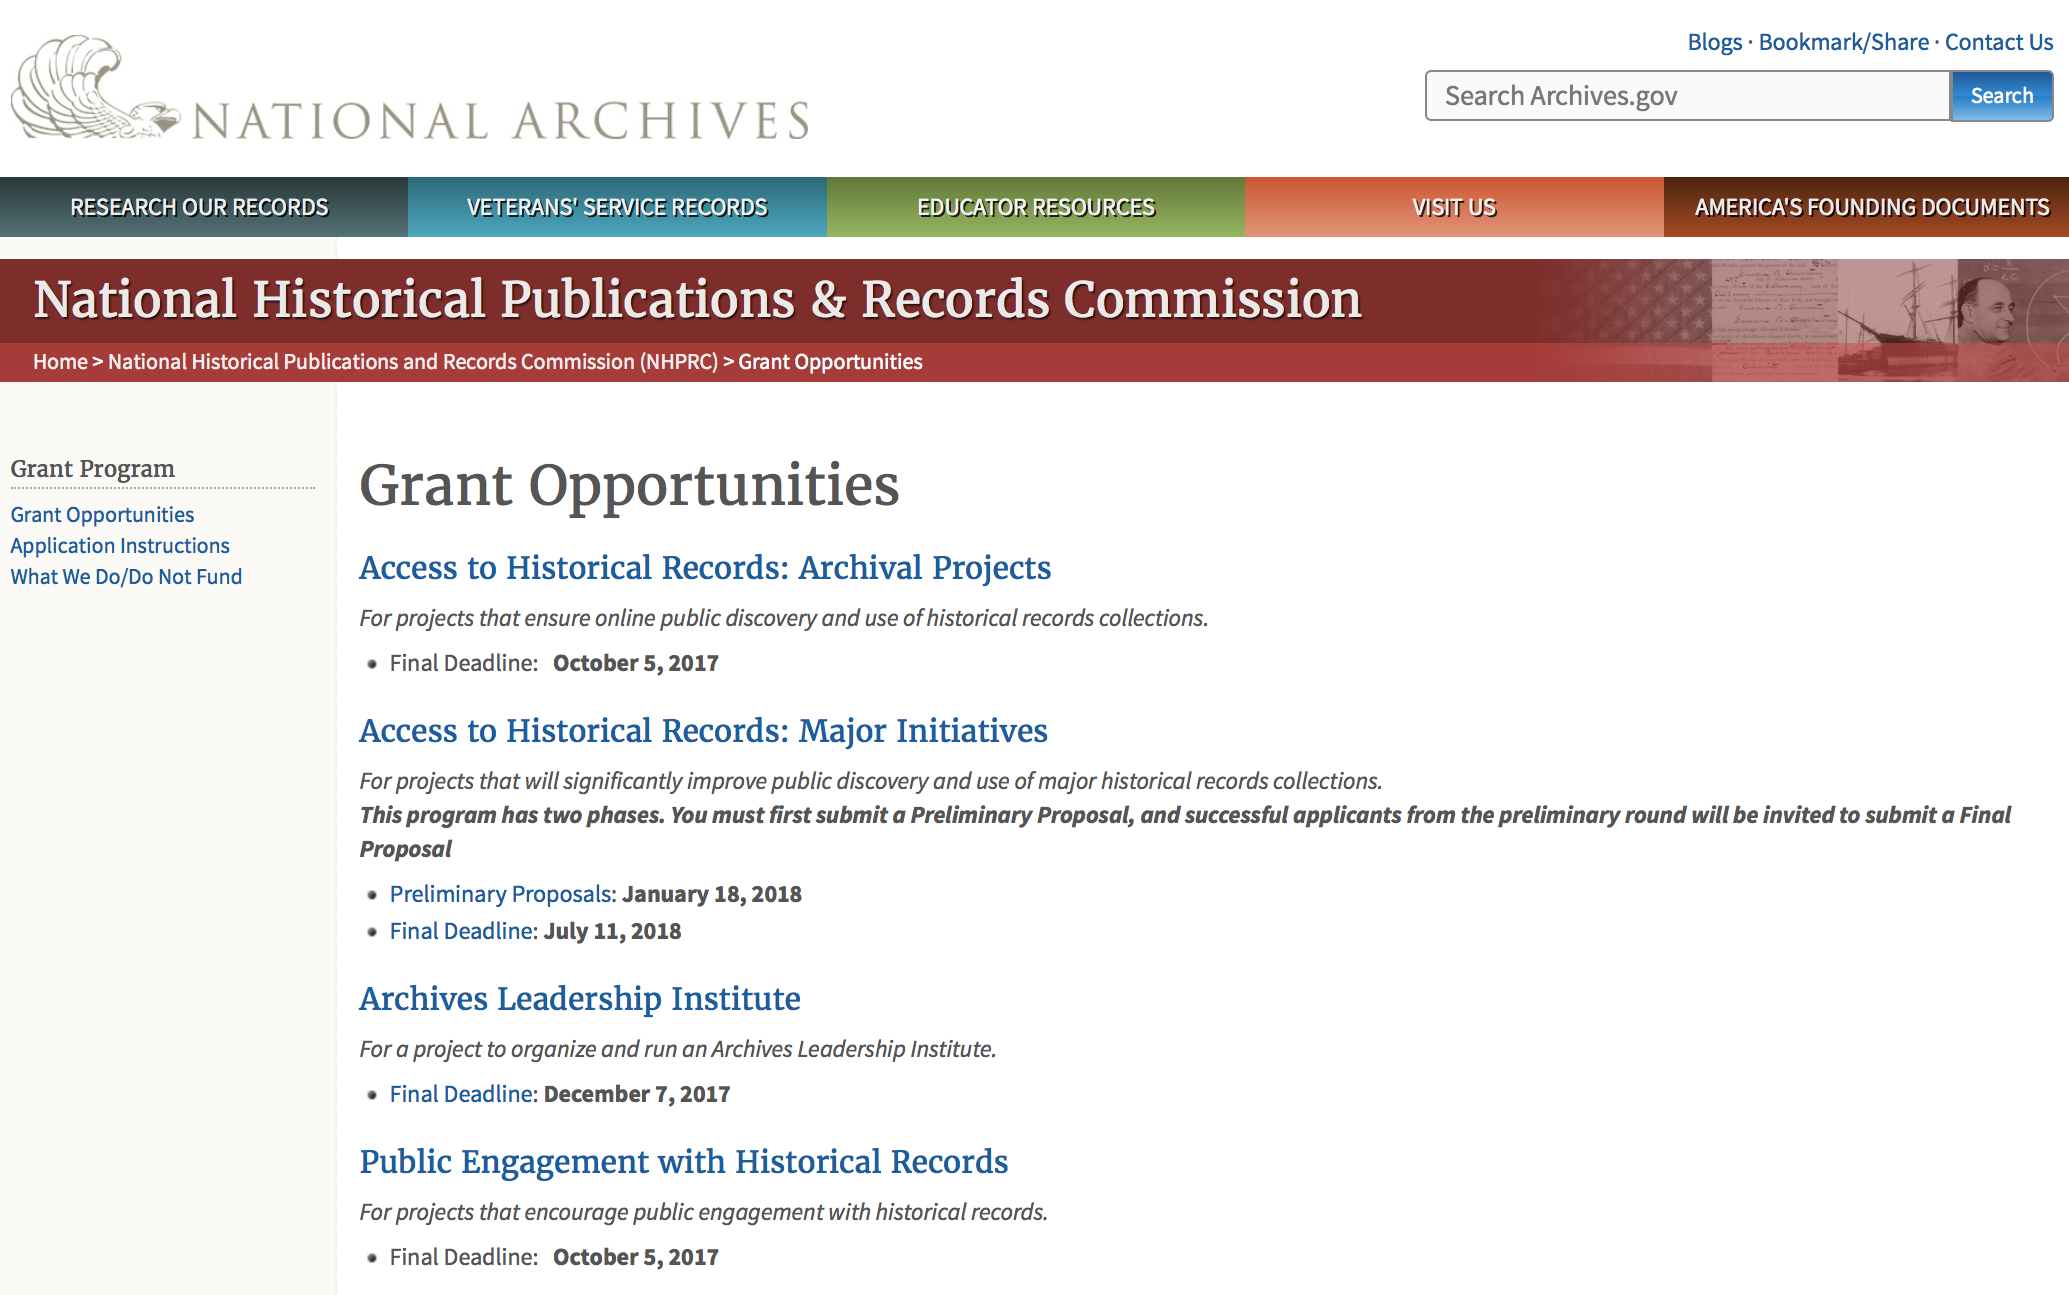 Blogs · Bookmark/Share · Contact Us
NATIONAL ARCHIVES
Search Archives.gov
Search
RESEARCH OUR RECORDS
VETERANS' SERVICE RECORDS
EDUCATOR RESOURCES
VISIT US
AMERICA'S FOUNDING DOCUMENTS
National Historical Publications & Records Commission
Home > National Historical Publications and Records Commission (NHPRC) > Grant Opportunities
Grant Program
Grant Opportunities
Application Instructions
What We Do/Do Not Fund
Grant Opportunities
Access to Historical Records: Archival Projects
For projects that ensure online public discovery and use of historical records collections.
Final Deadline: October 5, 2017
Access to Historical Records: Major Initiatives
For projects that will significantly improve public discovery and use of major historical records collections.
This program has two phases. You must first submit a Preliminary Proposal, and successful applicants from the preliminary round will be invited to submit a Final
Proposal
Preliminary Proposals: January 18, 2018
Final Deadline: July 11, 2018
Archives Leadership Institute
For a project to organize and run an Archives Leadership Institute.
Final Deadline: December 7, 2017
Public Engagement with Historical Records
For projects that encourage public engagement with historical records.
Final Deadline: October 5, 2017